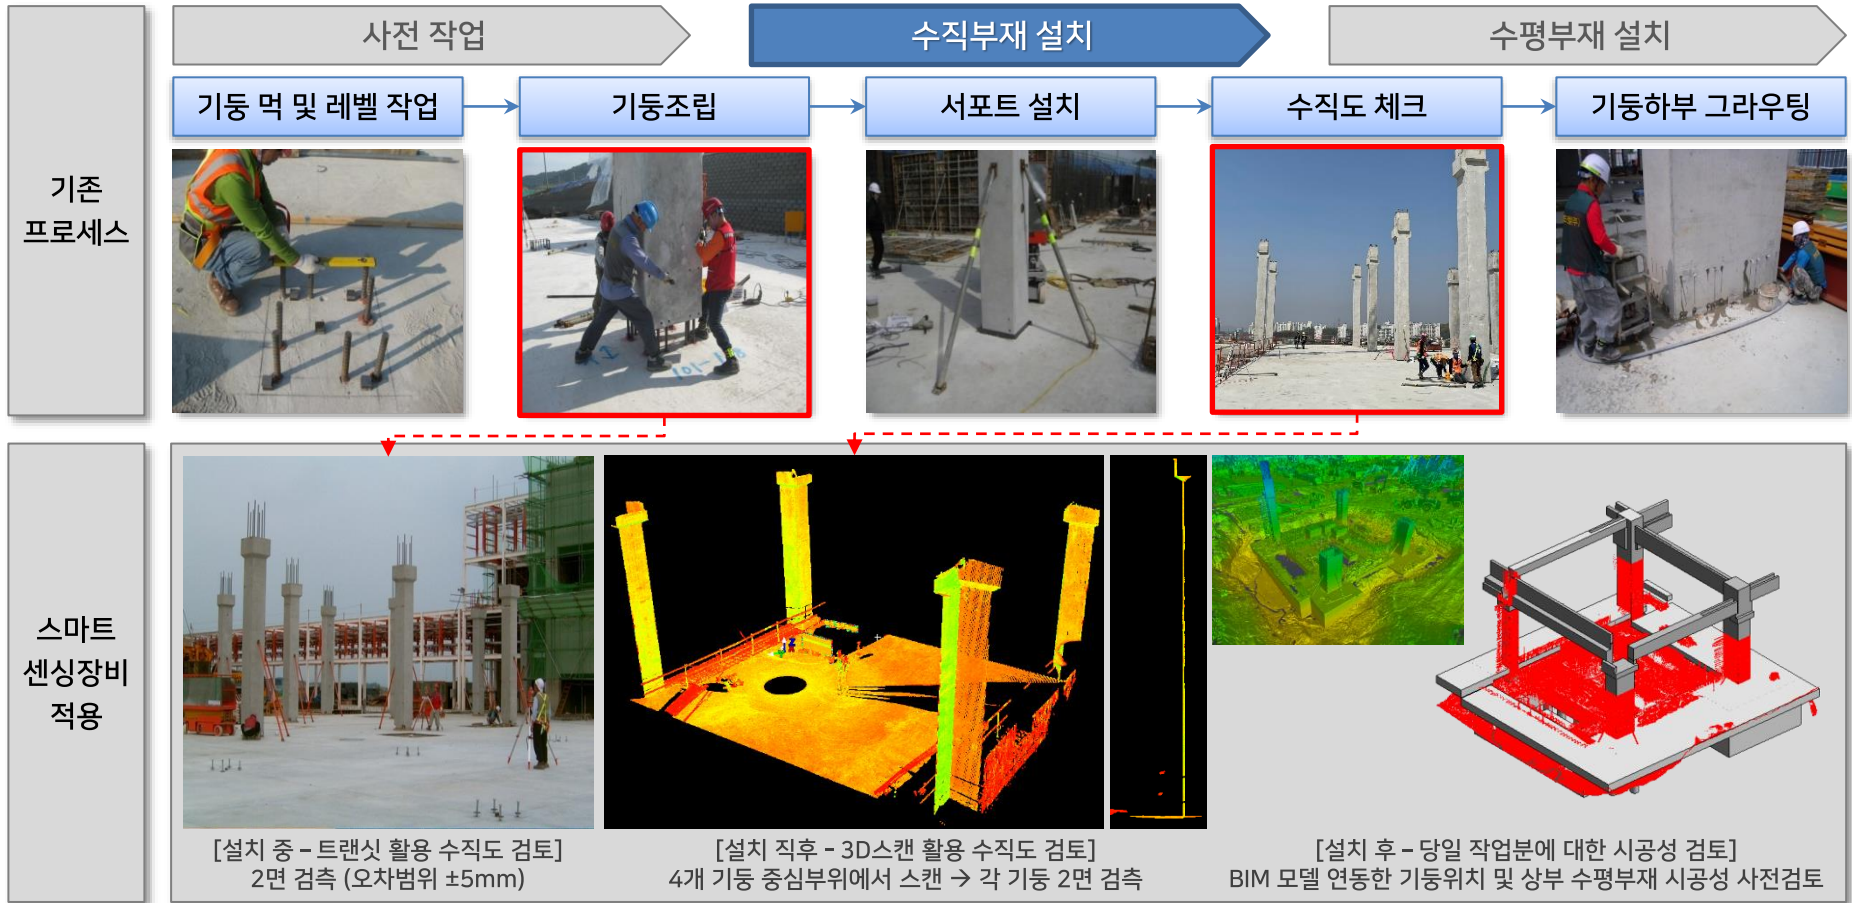 사전 작업
수직부재 설치
수평부재 설치
기존
프로세스
기둥 먹 및 레벨 작업
기둥조립
서포트 설치
수직도 체크
기둥하부 그라우팅
스마트
센싱장비
적용
[설치 중 – 트랜싯 활용 수직도 검토]
2면 검측 (오차범위 ±5mm)
[설치 직후 – 3D스캔 활용 수직도 검토]
4개 기둥 중심부위에서 스캔 → 각 기둥 2면 검측
[설치 후 – 당일 작업분에 대한 시공성 검토]
BIM 모델 연동한 기둥위치 및 상부 수평부재 시공성 사전검토